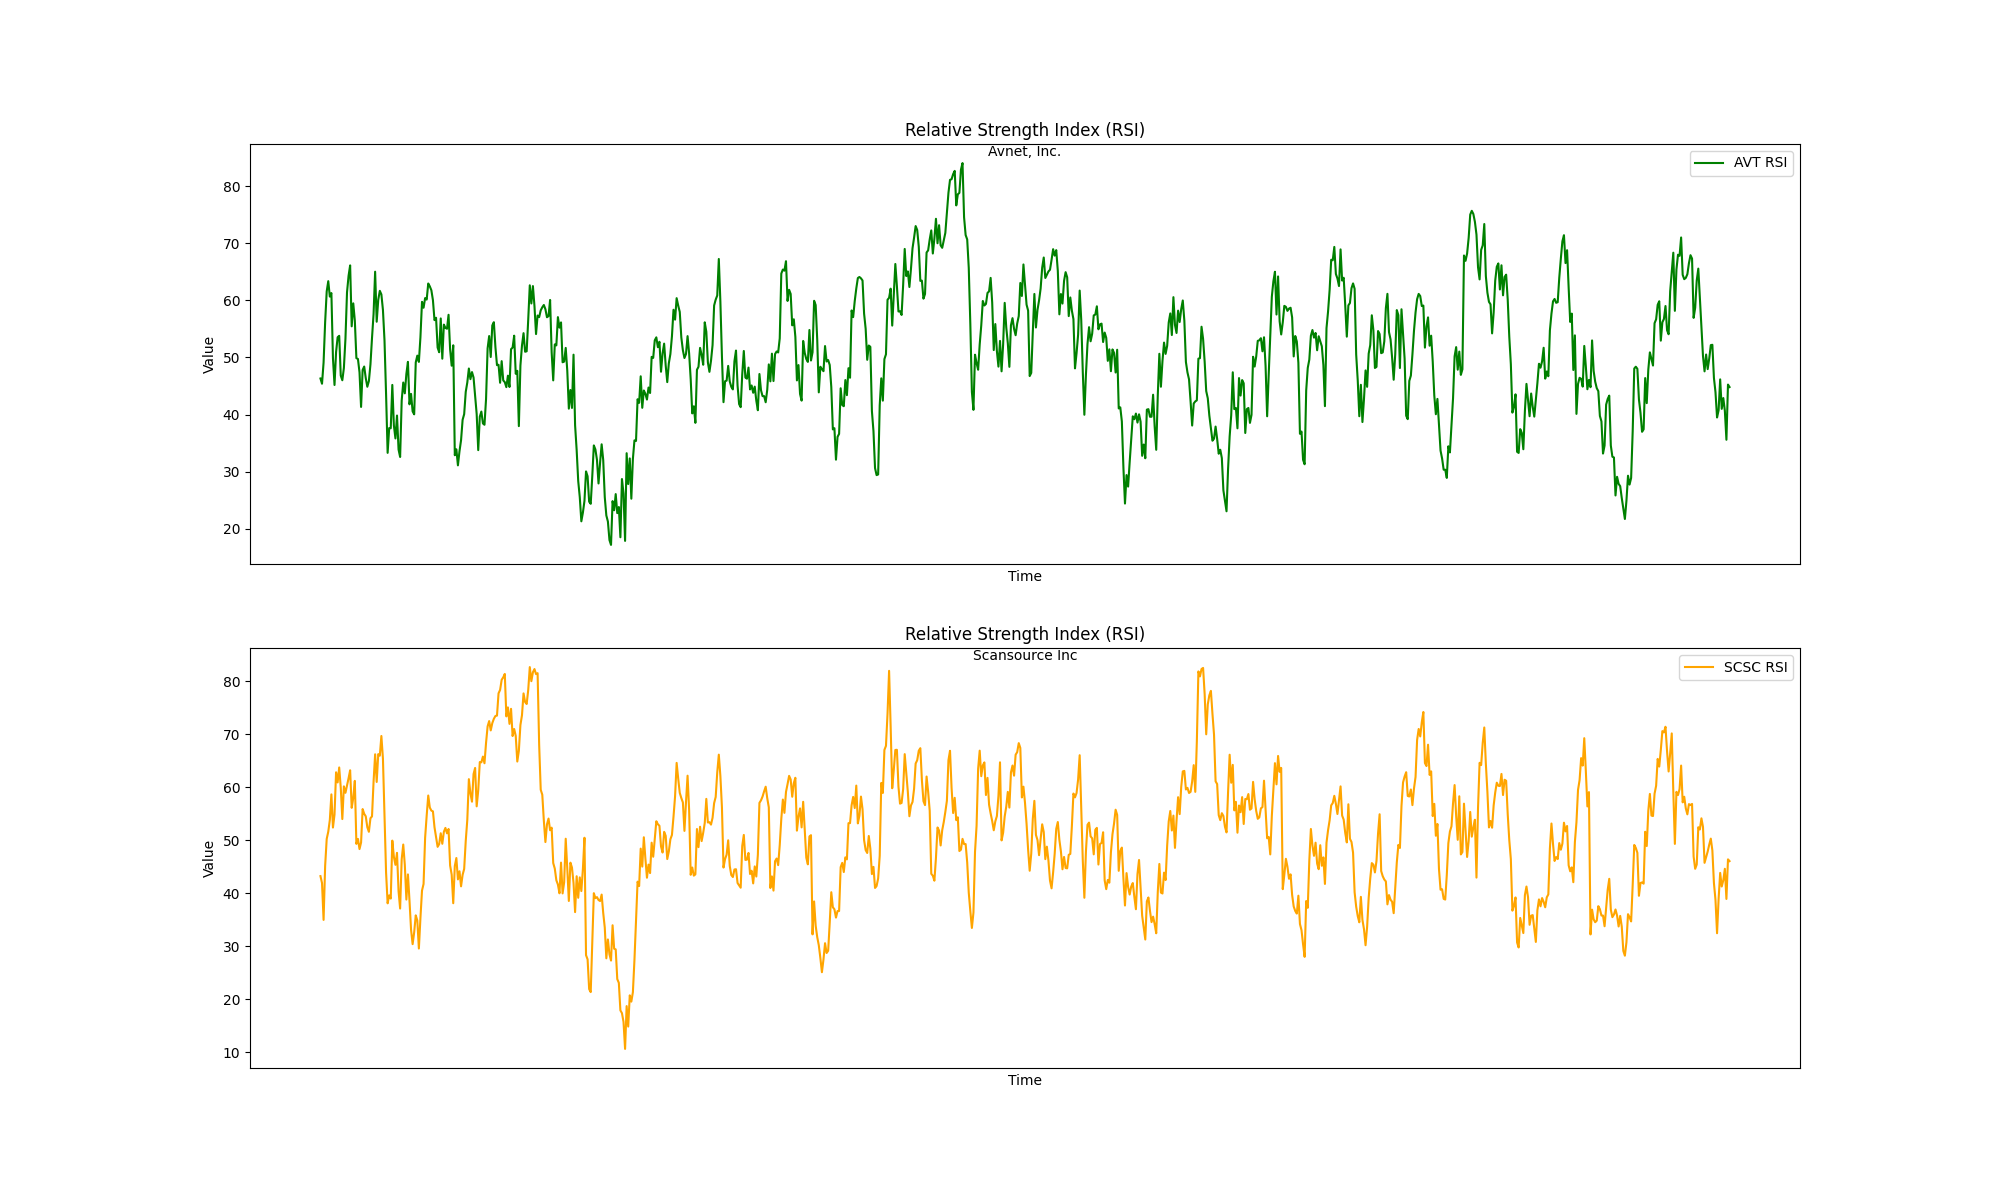 Relative Strength Index (RSI)
Avnet, Inc.
AVT RSI
80
70
60
50
40
30
20
Value
Time
Relative Strength Index (RSI)
Scansource Inc
SCSC RSI
80
70
60
50
40
30
20
10
Value
Time